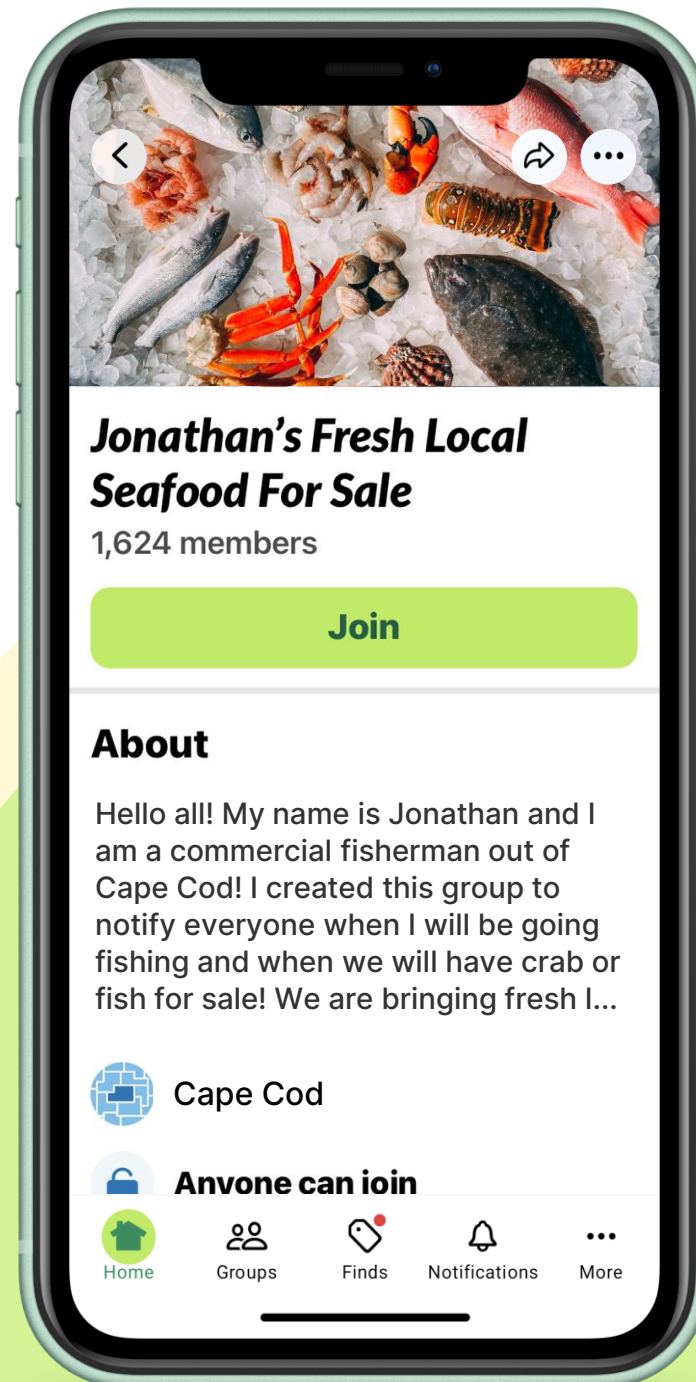 Jonathan’s Fresh Local
Seafood For Sale
1,624 members
Join
About
Hello all! My name is Jonathan and I
am a commercial fisherman out of
Cape Cod! I created this group to
notify everyone when I will be going
fishing and when we will have crab or
fish for sale! We are bringing fresh l...
Cape Cod
Anyone can join
Home Groups Finds Notifications More